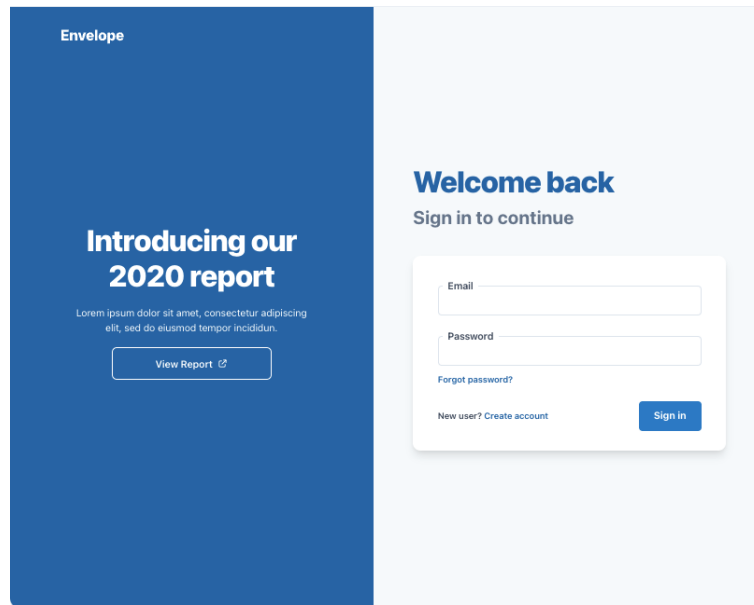 Envelope
Introducing our
2020 report
Lorem ipsum dolor sit amet, consectetur adipiscing
elit, sed do eiusmod tempor incididun.
View Report
Welcome back
Sign in to continue
Email
Password
Forgot password?
New user? Create account
Sign in